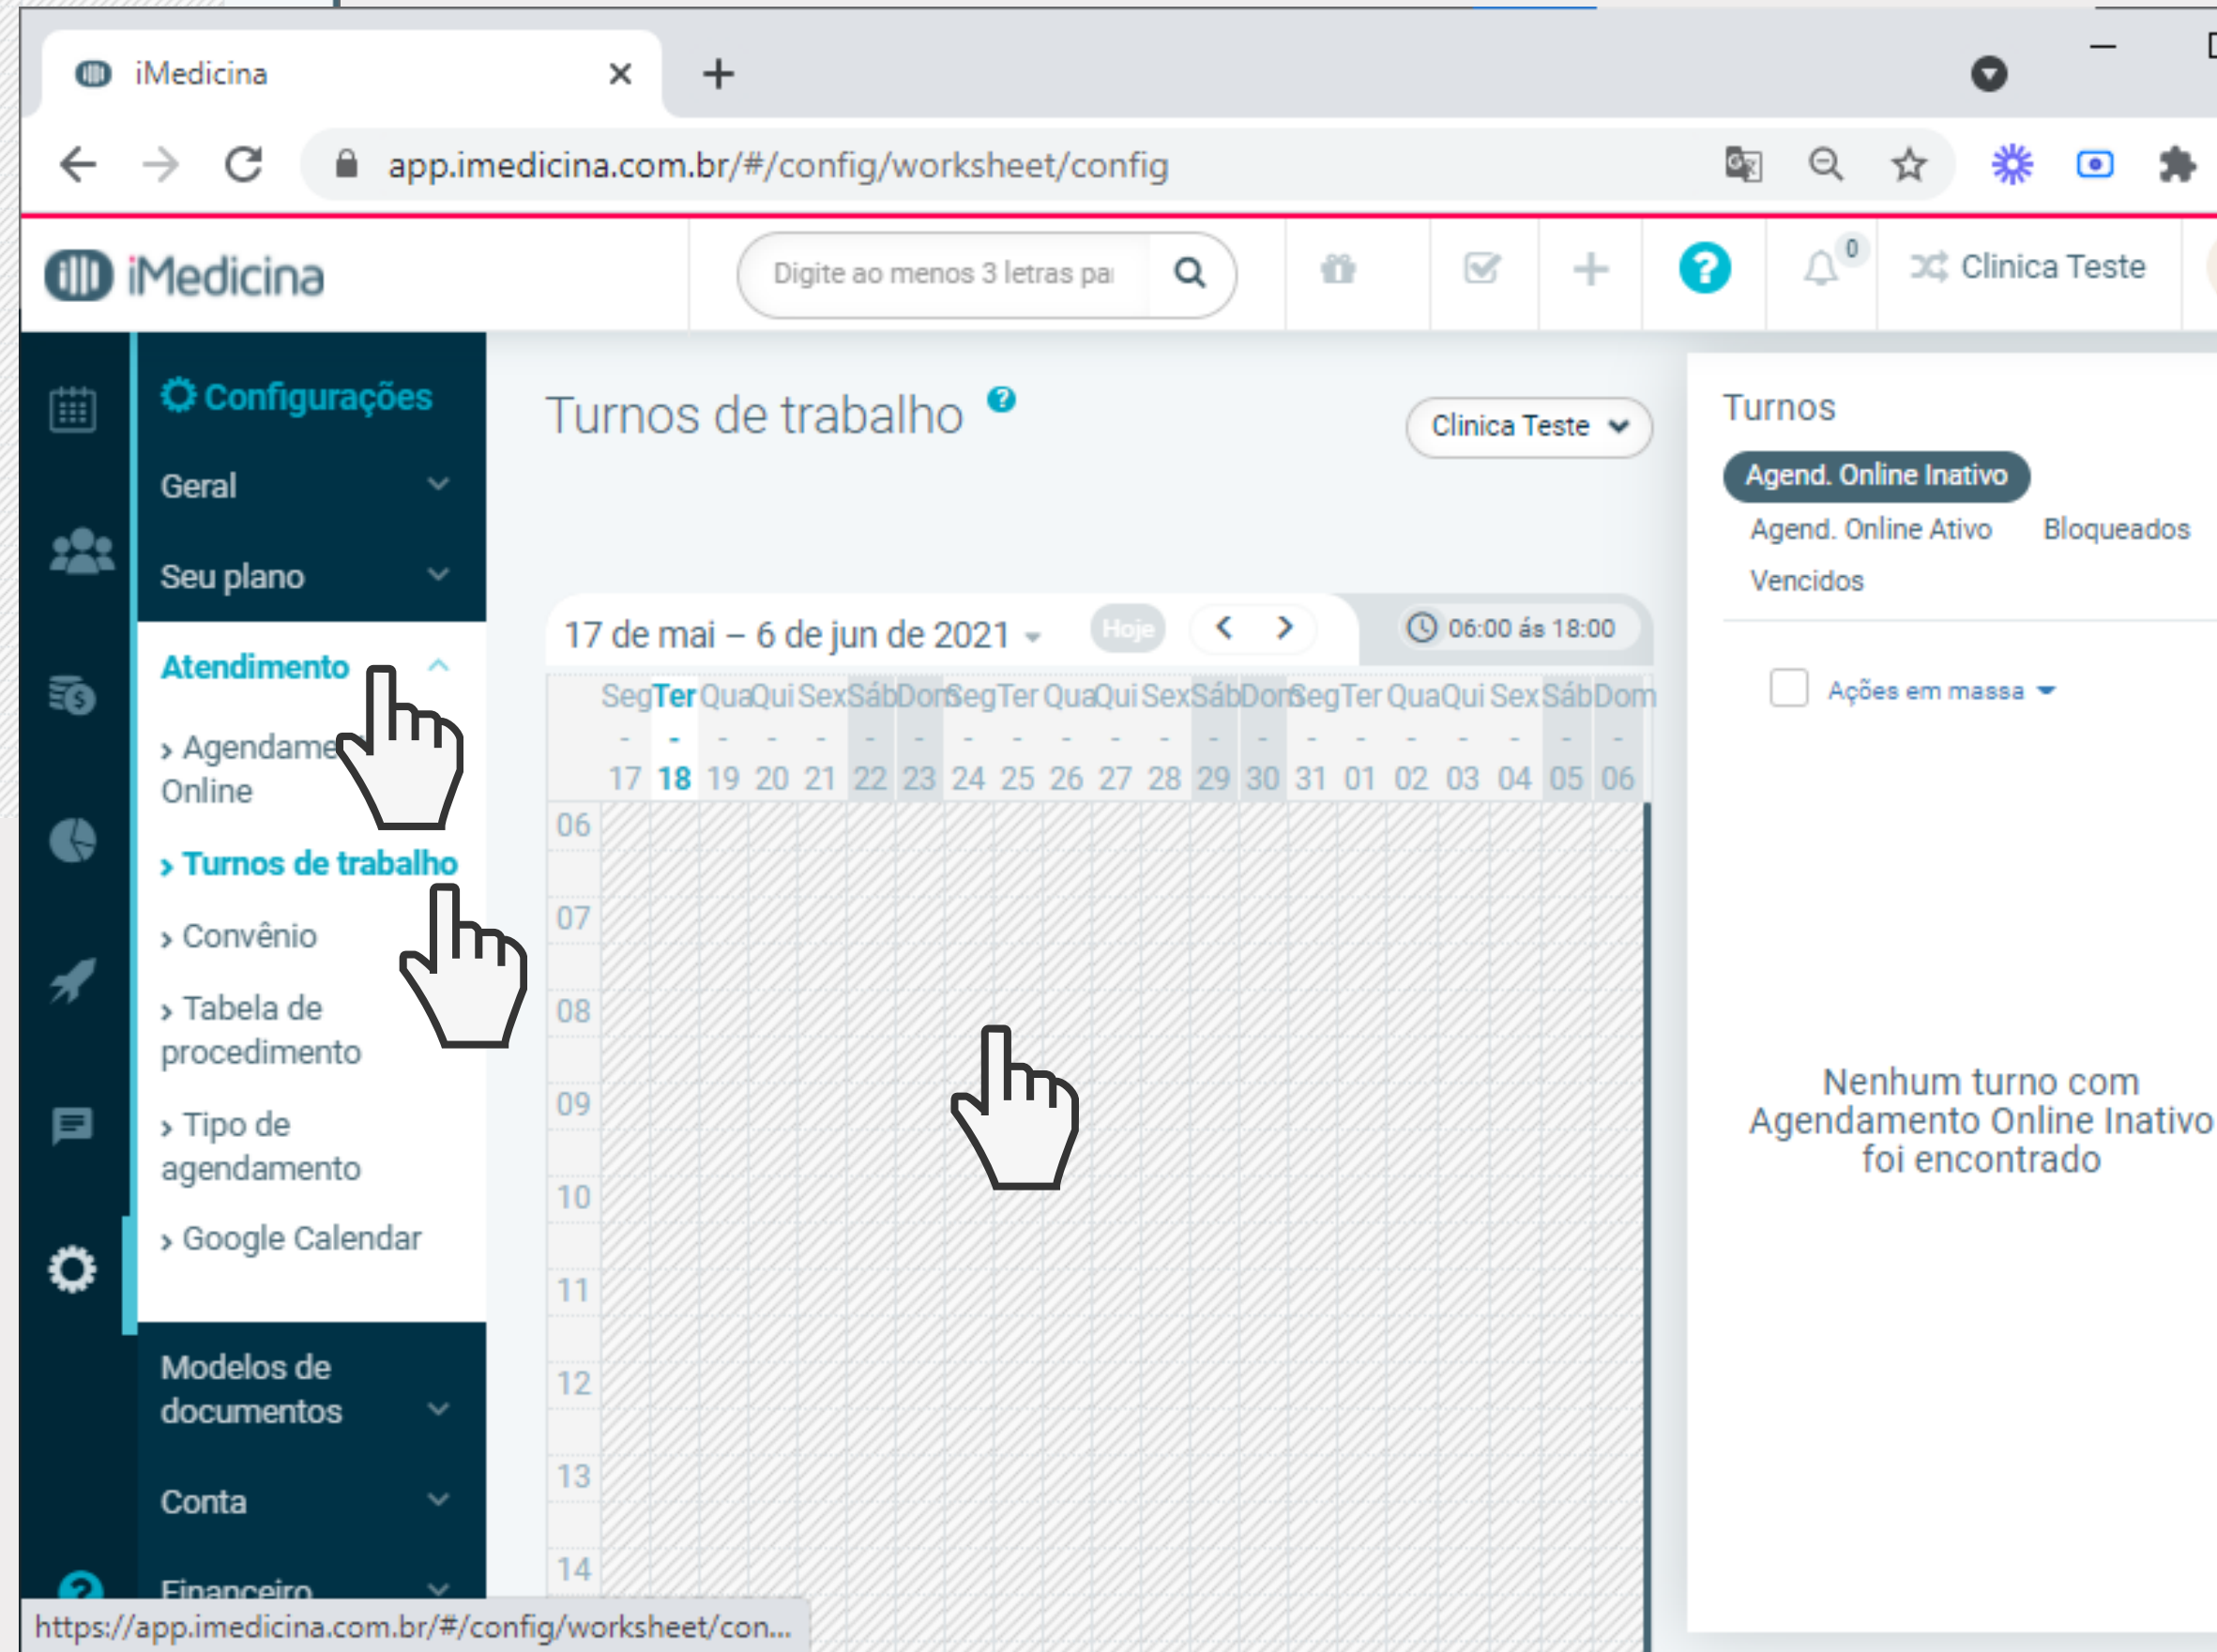 iMedicina
app.imedicina.com.br/#/config/worksheet/config
iMedicina
Digite ao menos 3 letras par
0
Clinica Teste
Configurações
Geral
Seu plano
Atendimento
Agendame
Online
Turnos de trabalho
Convênio
Tabela de
procedimento
Tipo de
agendamento
Google Calendar
Modelos de
documentos
Conta
Financeiro
https://app.imedicina.com.br/#/config/worksheet/con...
Turnos de trabalho ?
Clinica Teste
17 de mai – 6 de jun de 2021
Hoje
06:00 ás 18:00
Seg Ter Qua Qui Sex Sáb Dom Seg Ter Qua Qui Sex Sáb Dom Seg Ter Qua Qui Sex Sáb Dom
- - - - - - - - - - - - - - - - - - - - -
17 18 19 20 21 22 23 24 25 26 27 28 29 30 31 01 02 03 04 05 06
06
07
08
09
10
11
12
13
14
Turnos
Agend. Online Inativo
Agend. Online Ativo Bloqueados
Vencidos
Ações em massa
Nenhum turno com
Agendamento Online Inativo
foi encontrado